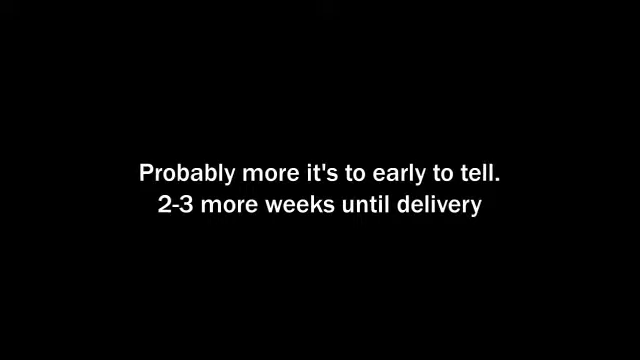 Probably more it's to early to tell.
2-3 more weeks until delivery